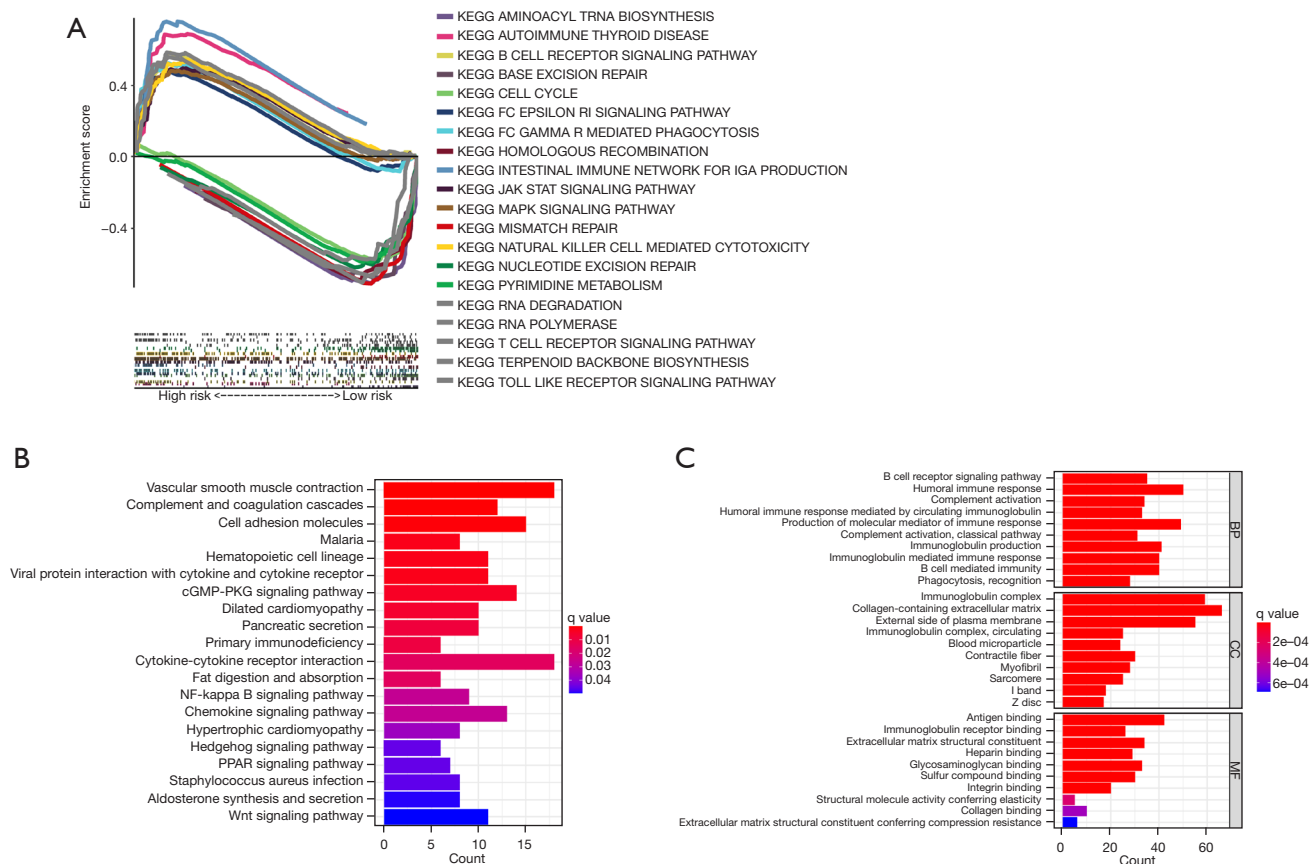 A
Enrichment score
0.4
0.0
−0.4
High risk <--------------------> Low risk
KEGG AMINOACYL TRNA BIOSYNTHESIS
KEGG AUTOIMMUNE THYROID DISEASE
KEGG B CELL RECEPTOR SIGNALING PATHWAY
KEGG BASE EXCISION REPAIR
KEGG CELL CYCLE
KEGG FC EPSILON RI SIGNALING PATHWAY
KEGG FC GAMMA R MEDIATED PHAGOCYTOSIS
KEGG HOMOLOGOUS RECOMBINATION
KEGG INTESTINAL IMMUNE NETWORK FOR IGA PRODUCTION
KEGG JAK STAT SIGNALING PATHWAY
KEGG MAPK SIGNALING PATHWAY
KEGG MISMATCH REPAIR
KEGG NATURAL KILLER CELL MEDIATED CYTOTOXICITY
KEGG NUCLEOTIDE EXCISION REPAIR
KEGG PYRIMIDINE METABOLISM
KEGG RNA DEGRADATION
KEGG RNA POLYMERASE
KEGG T CELL RECEPTOR SIGNALING PATHWAY
KEGG TERPENOID BACKBONE BIOSYNTHESIS
KEGG TOLL LIKE RECEPTOR SIGNALING PATHWAY
B
Vascular smooth muscle contraction
Complement and coagulation cascades
Cell adhesion molecules
Malaria
Hematopoietic cell lineage
Viral protein interaction with cytokine and cytokine receptor
cGMP-PKG signaling pathway
Dilated cardiomyopathy
Pancreatic secretion
Primary immunodeficiency
Cytokine-cytokine receptor interaction
Fat digestion and absorption
NF-kappa B signaling pathway
Chemokine signaling pathway
Hypertrophic cardiomyopathy
Hedgehog signaling pathway
PPAR signaling pathway
Staphylococcus aureus infection
Aldosterone synthesis and secretion
Wnt signaling pathway
0 5 10 15
Count
q value
0.01
0.02
0.03
0.04
C
B cell receptor signaling pathway
Humoral immune response
Complement activation
Humoral immune response mediated by circulating immunoglobulin
Production of molecular mediator of immune response
Complement activation, classical pathway
Immunoglobulin production
Immunoglobulin mediated immune response
B cell mediated immunity
Phagocytosis, recognition
BP
Immunoglobulin complex
Collagen-containing extracellular matrix
External side of plasma membrane
Immunoglobulin complex, circulating
Blood microparticle
Contractile fiber
Myofibril
Sarcomere
I band
Z disc
CC
Antigen binding
Immunoglobulin receptor binding
Extracellular matrix structural constituent
Heparin binding
Glycosaminoglycan binding
Sulfur compound binding
Integrin binding
Structural molecule activity conferring elasticity
Collagen binding
Extracellular matrix structural constituent conferring compression resistance
MF
0 20 40 60
Count
q value
2e−04
4e−04
6e−04